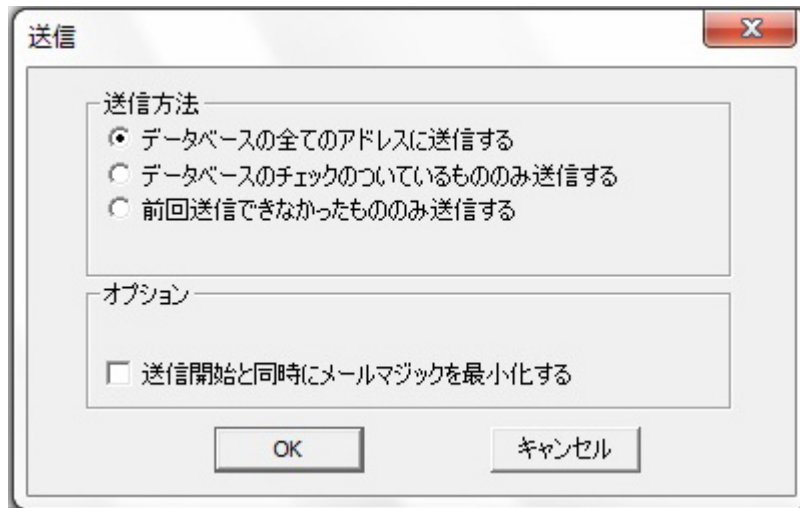 送信
送信方法
データベースの全てのアドレスに送信する
データベースのチェックのついているもののみ送信する
前回送信できなかったもののみ送信する
オプション
送信開始と同時にメールマジックを最小化する
OK
キャンセル